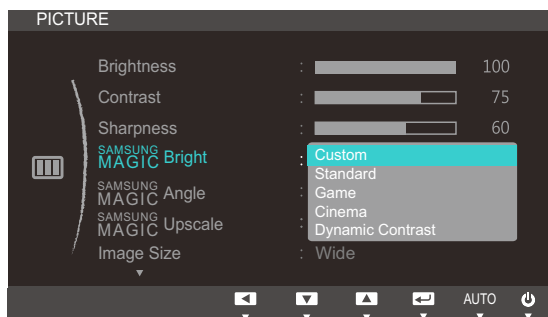 PICTURE
Brightness : 100
Contrast : 75
Sharpness : 60
SAMSUNG MAGIC Bright :
Custom
Standard
Game
Cinema
Dynamic Contrast
SAMSUNG MAGIC Angle :
SAMSUNG MAGIC Upscale :
Image Size : Wide
AUTO